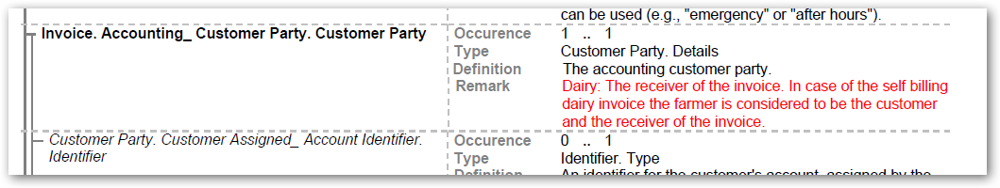 can be used (e.g., "emergency" or "after hours").
Invoice. Accounting_ Customer Party. Customer Party
Occurence 1 .. 1
Type Customer Party. Details
Definition The accounting customer party.
Remark Dairy: The receiver of the invoice. In case of the self billing
dairy invoice the farmer is considered to be the customer
and the receiver of the invoice.
Customer Party. Customer Assigned_ Account Identifier.
Identifier
Occurence 0 .. 1
Type Identifier. Type
Definition An identifier for the customer's account, assigned by the